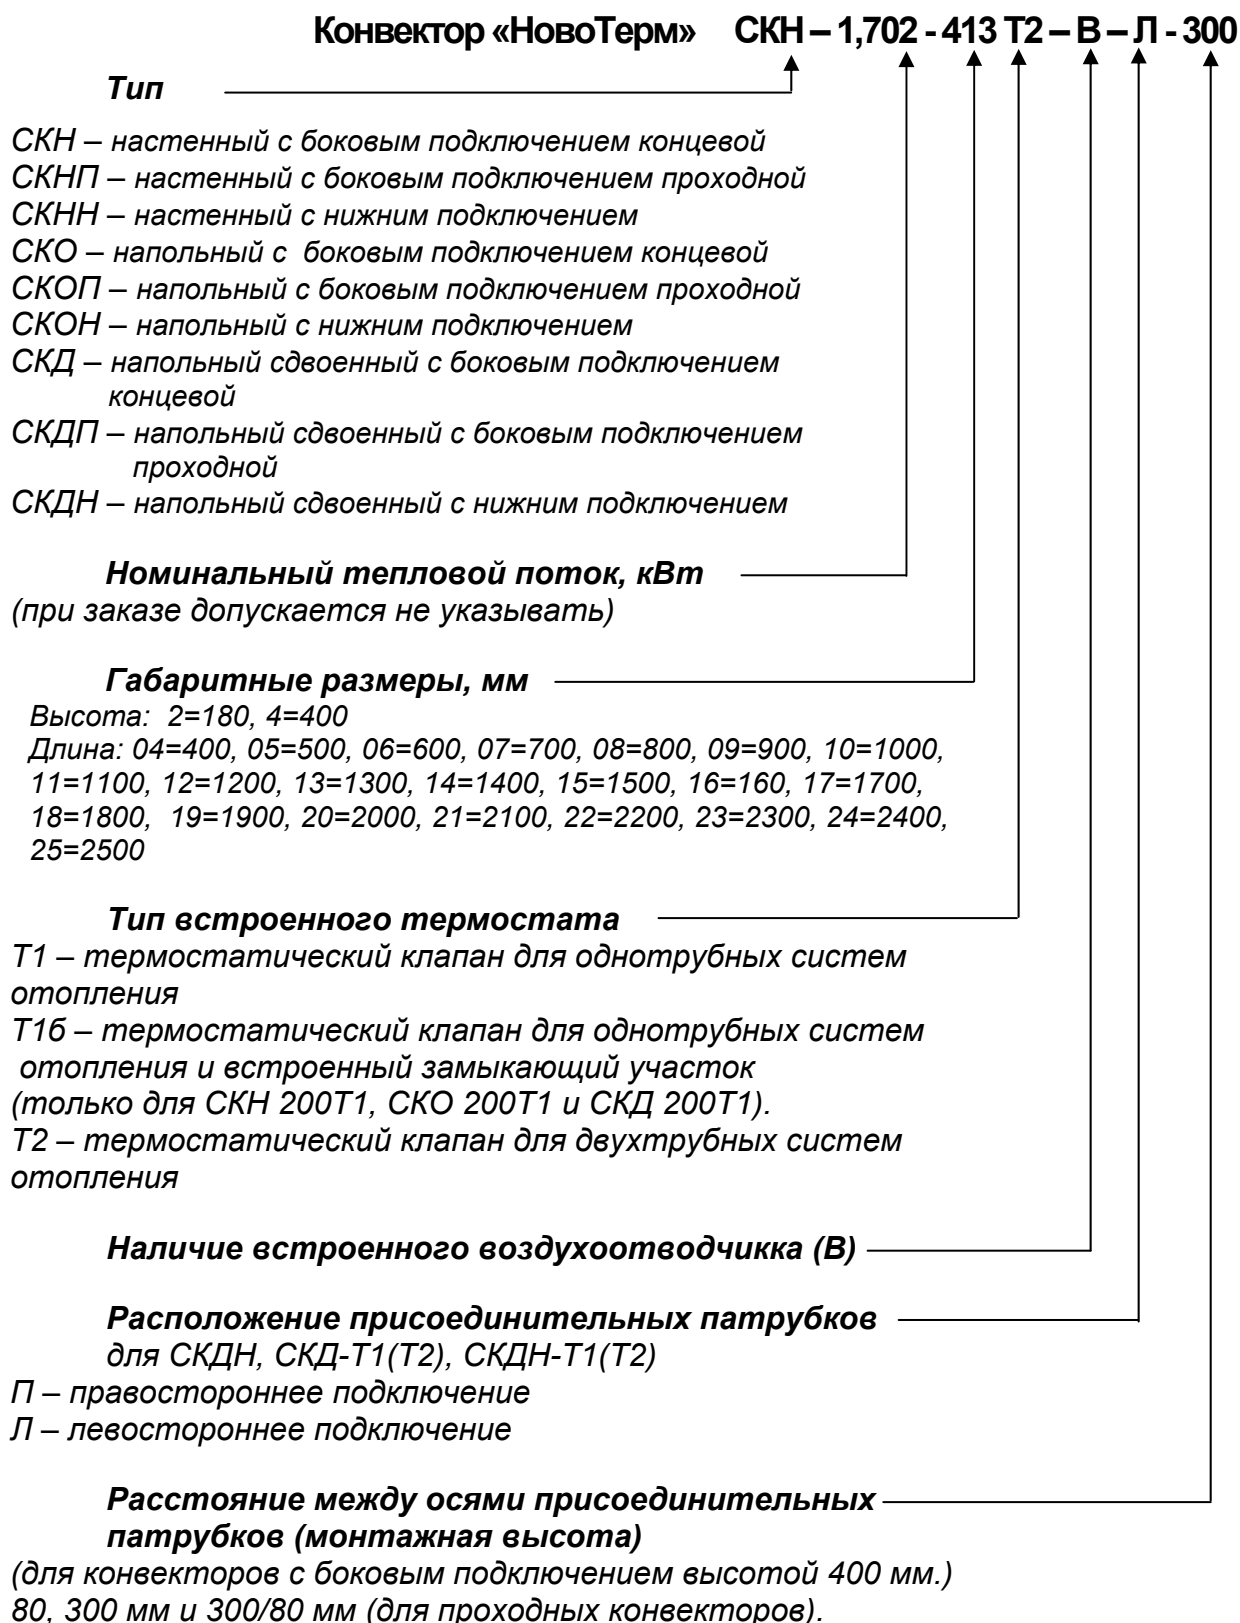 Конвектор «НовоТерм» СКН – 1,702 - 413 Т2 – В – Л - 300
Тип
СКН – настенный с боковым подключением концевой
СКНП – настенный с боковым подключением проходной
СКНН – настенный с нижним подключением
СКО – напольный с боковым подключением концевой
СКОП – напольный с боковым подключением проходной
СКОН – напольный с нижним подключением
СКД – напольный сдвоенный с боковым подключением
концевой
СКДП – напольный сдвоенный с боковым подключением
проходной
СКДН – напольный сдвоенный с нижним подключением
Номинальный тепловой поток, кВт
(при заказе допускается не указывать)
Габаритные размеры, мм
Высота: 2=180, 4=400
Длина: 04=400, 05=500, 06=600, 07=700, 08=800, 09=900, 10=1000,
11=1100, 12=1200, 13=1300, 14=1400, 15=1500, 16=160, 17=1700,
18=1800, 19=1900, 20=2000, 21=2100, 22=2200, 23=2300, 24=2400,
25=2500
Тип встроенного термостата
Т1 – термостатический клапан для однотрубных систем
отопления
Т1б – термостатический клапан для однотрубных систем
отопления и встроенный замыкающий участок
(только для СКН 200Т1, СКО 200Т1 и СКД 200Т1).
Т2 – термостатический клапан для двухтрубных систем
отопления
Наличие встроенного воздухоотводчикка (В)
Расположение присоединительных патрубков
для СКДН, СКД-Т1(Т2), СКДН-Т1(Т2)
П – правостороннее подключение
Л – левостороннее подключение
Расстояние между осями присоединительных
патрубков (монтажная высота)
(для конвекторов с боковым подключением высотой 400 мм.)
80, 300 мм и 300/80 мм (для проходных конвекторов).